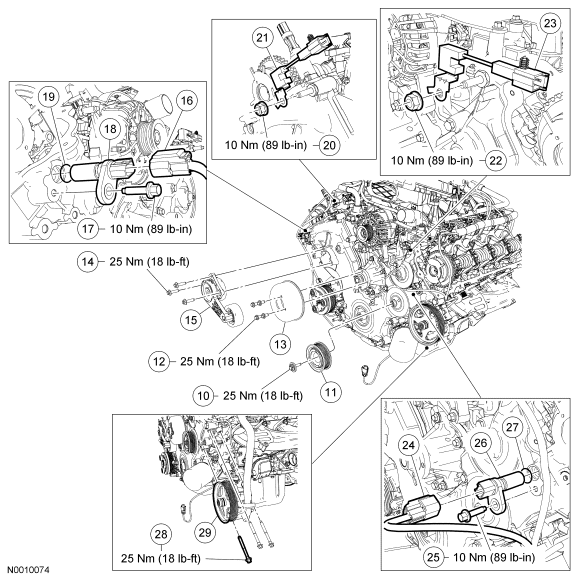 23
21
10 Nm (89 lb-in) 20
10 Nm (89 lb-in) 22
19
18
16
17 10 Nm (89 lb-in)
14 25 Nm (18 lb-ft)
15
13
12 25 Nm (18 lb-ft)
10 25 Nm (18 lb-ft)
11
24
26
27
25 10 Nm (89 lb-in)
29
28
25 Nm (18 lb-ft)
N0010074